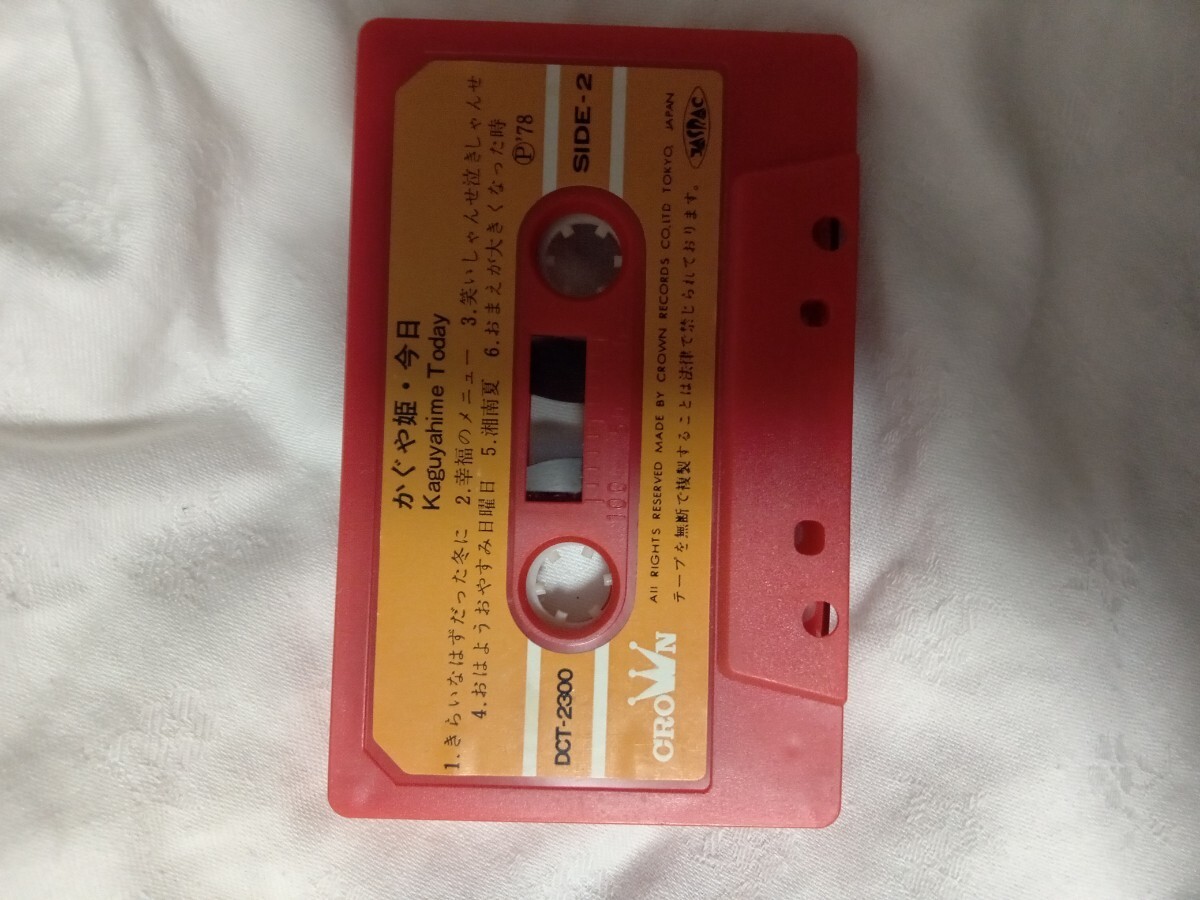 かぐや姫・今日
Kaguyahime Today
1.きらいなはずだった冬に 2.幸福のメニュー 3.笑いしゃんせ泣きしゃんせ
4.おはようおやすみ日曜日 5.湘南夏 6.おまえが大きくなった時
Ⓟ'78
DCT-2300 SIDE-2
100
CROWN
All RIGHTS RESERVED MADE BY CROWN RECORDS CO.,LTD TOKYO, JAPAN
テープを無断で複製することは法律で禁じられております。
JASRAC